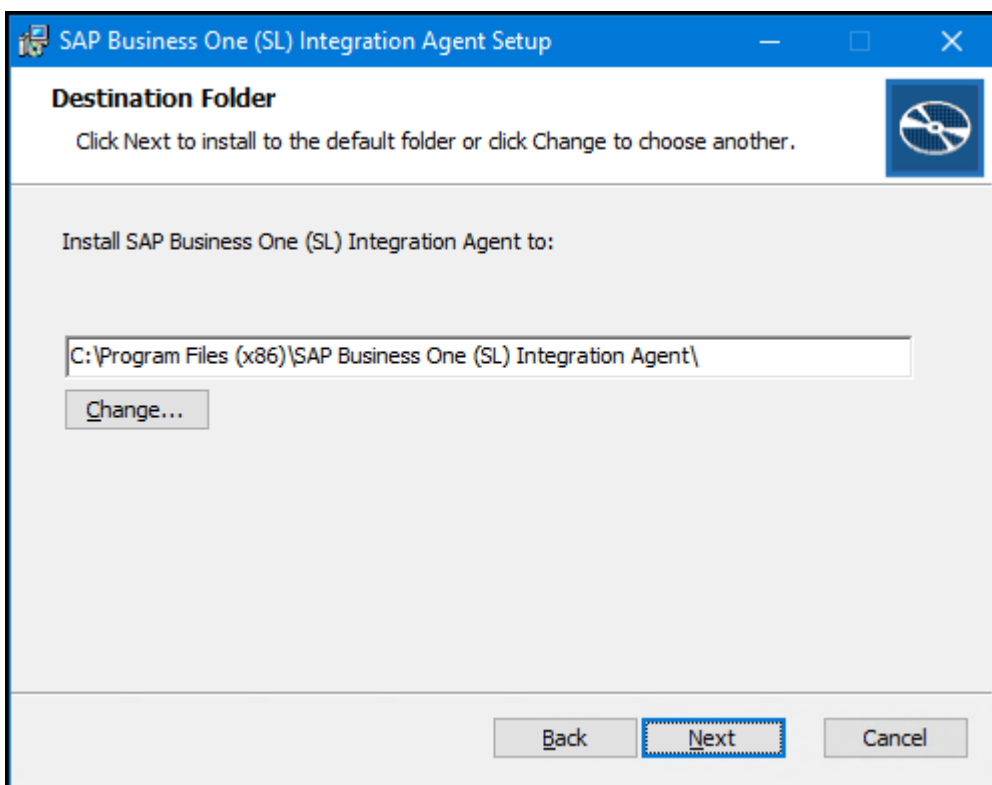 SAP Business One (SL) Integration Agent Setup
Destination Folder
Click Next to install to the default folder or click Change to choose another.
Install SAP Business One (SL) Integration Agent to:
C:\Program Files (x86)\SAP Business One (SL) Integration Agent\
Change...
Back Next Cancel